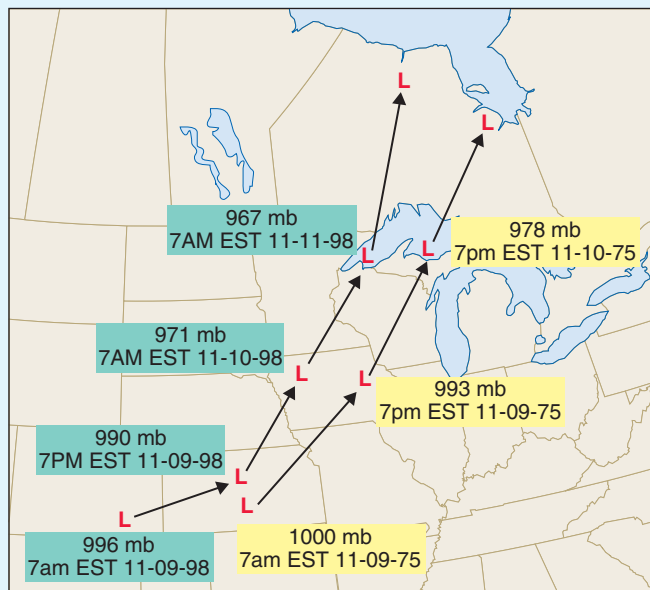 L
L
967 mb
7AM EST 11-11-98
978 mb
7pm EST 11-10-75
L
L
971 mb
7AM EST 11-10-98
L
L
993 mb
7pm EST 11-09-75
990 mb
7PM EST 11-09-98
L
L
L
996 mb
7am EST 11-09-98
1000 mb
7am EST 11-09-75